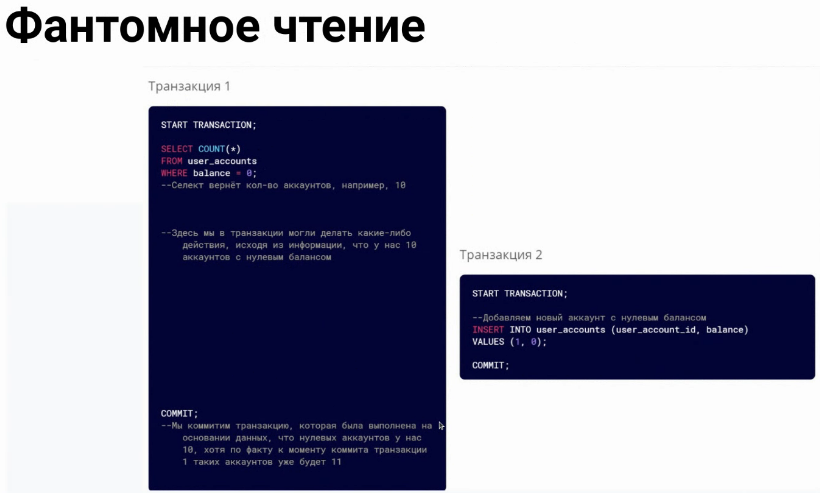 Фантомное чтение
Транзакция 1
START TRANSACTION;
SELECT COUNT(*)
FROM user_accounts
WHERE balance = 0;
--Селект вернёт кол-во аккаунтов, например, 10
--Здесь мы в транзакции могли делать какие-либо
действия, исходя из информации, что у нас 10
аккаунтов с нулевым балансом
COMMIT;
--Мы коммитим транзакцию, которая была выполнена на
основании данных, что нулевых аккаунтов у нас
10, хотя по факту к моменту коммита транзакции
1 таких аккаунтов уже будет 11
Транзакция 2
START TRANSACTION;
--Добавляем новый аккаунт с нулевым балансом
INSERT INTO user_accounts (user_account_id, balance)
VALUES (1, 0);
COMMIT;